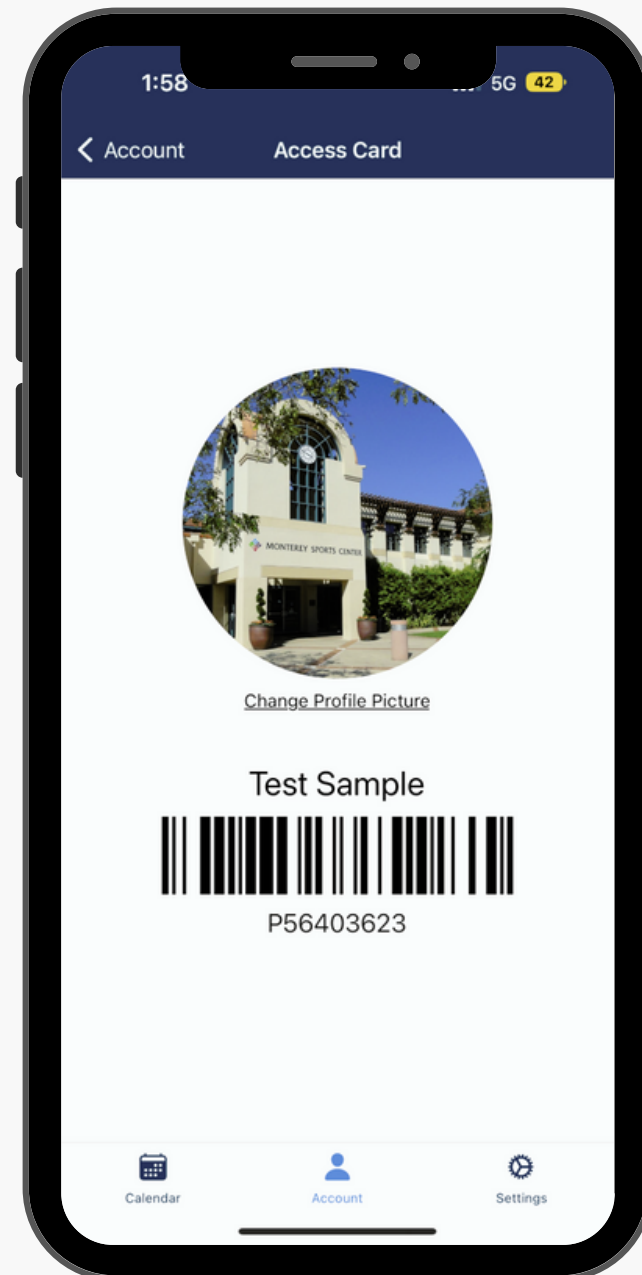 1:58 5G 42
Account Access Card
MONTEREY SPORTS CENTER
Change Profile Picture
Test Sample
P56403623
Calendar Account Settings